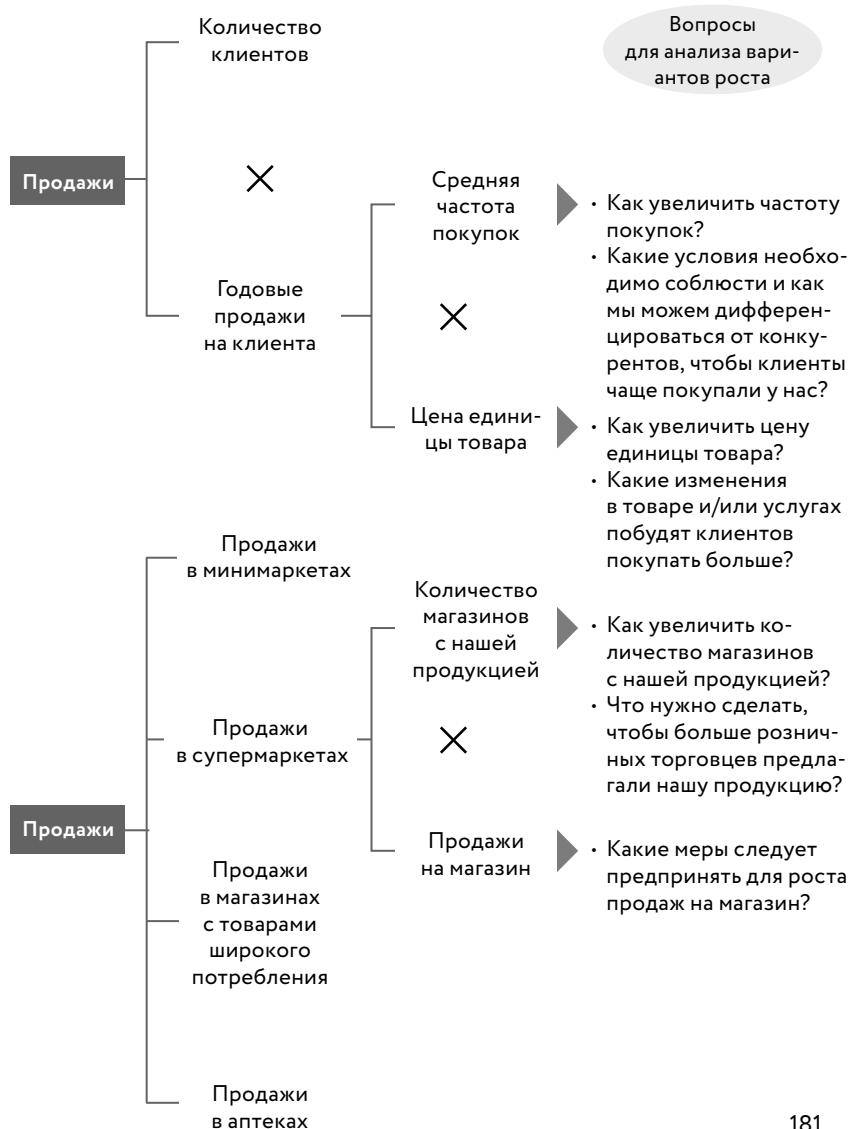 Количество
клиентов
Вопросы
для анализа вари-
антов роста
Продажи
Средняя
частота
покупок
• Как увеличить частоту
покупок?
• Какие условия необхо-
димо соблюсти и как
мы можем дифферен-
цироваться от конку-
рентов, чтобы клиенты
чаще покупали у нас?
Годовые
продажи
на клиента
Цена едини-
цы товара
• Как увеличить цену
единицы товара?
• Какие изменения
в товаре и/или услугах
побудят клиентов
покупать больше?
Продажи
в минимаркетах
Количество
магазинов
с нашей
продукцией
• Как увеличить ко-
личество магазинов
с нашей продукцией?
• Что нужно сделать,
чтобы больше рознич-
ных торговцев предла-
гали нашу продукцию?
Продажи
в супермаркетах
Продажи
Продажи
на магазин
• Какие меры следует
предпринять для роста
продаж на магазин?
Продажи
в магазинах
с товарами
широкого
потребления
Продажи
в аптеках
181